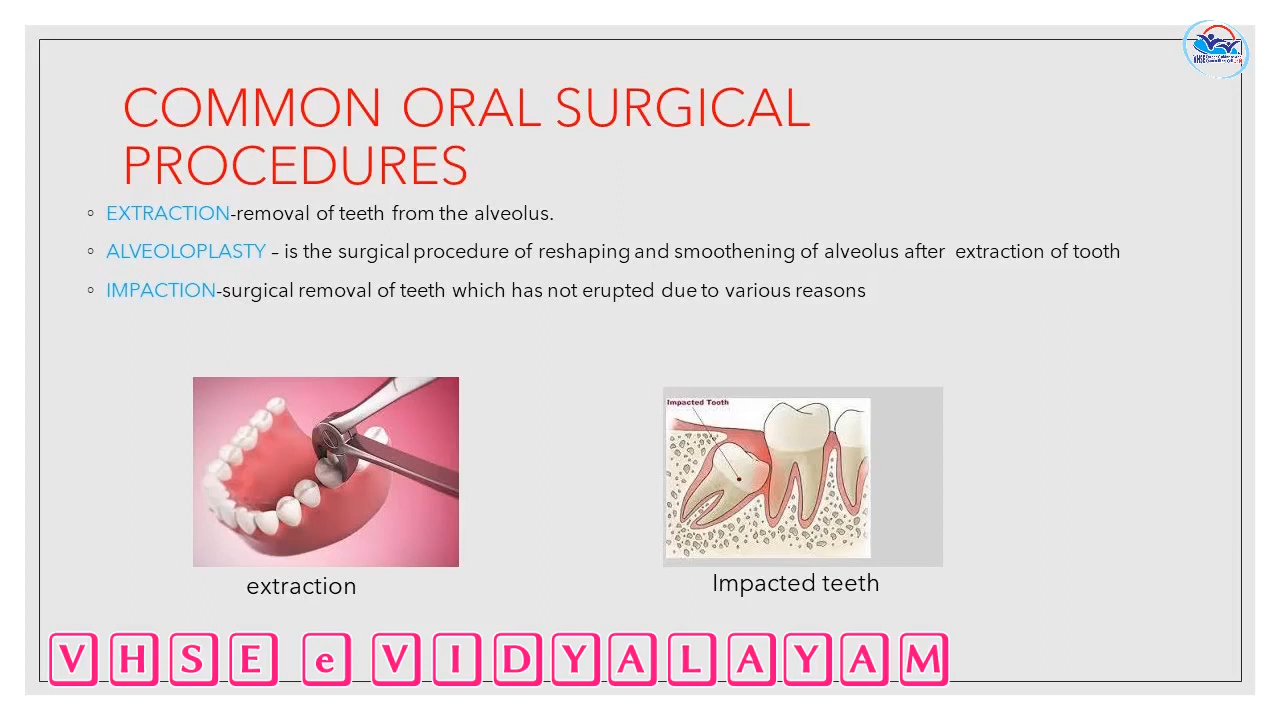 COMMON ORAL SURGICAL
PROCEDURES
◦ EXTRACTION-removal of teeth from the alveolus.
◦ ALVEOLOPLASTY – is the surgical procedure of reshaping and smoothening of alveolus after extraction of tooth
◦ IMPACTION-surgical removal of teeth which has not erupted due to various reasons
Impacted Tooth
extraction
Impacted teeth
VHSE e VIDYALAYAM